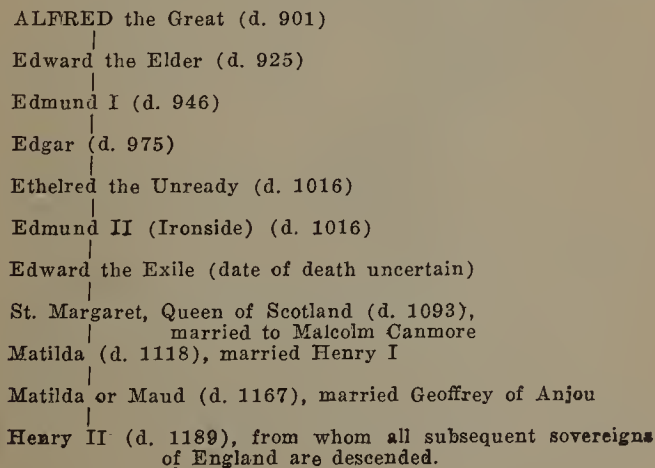 ALFRED the Great (d. 901)
Edward the Elder (d. 925)
Edmund I (d. 946)
Edgar (d. 975)
Ethelred the Unready (d. 1016)
Edmund II (Ironside) (d. 1016)
Edward the Exile (date of death uncertain)
St. Margaret, Queen of Scotland (d. 1093),
married to Malcolm Canmore
Matilda (d. 1118), married Henry I
Matilda or Maud (d. 1167), married Geoffrey of Anjou
Henry II (d. 1189), from whom all subsequent sovereigns
of England are descended.